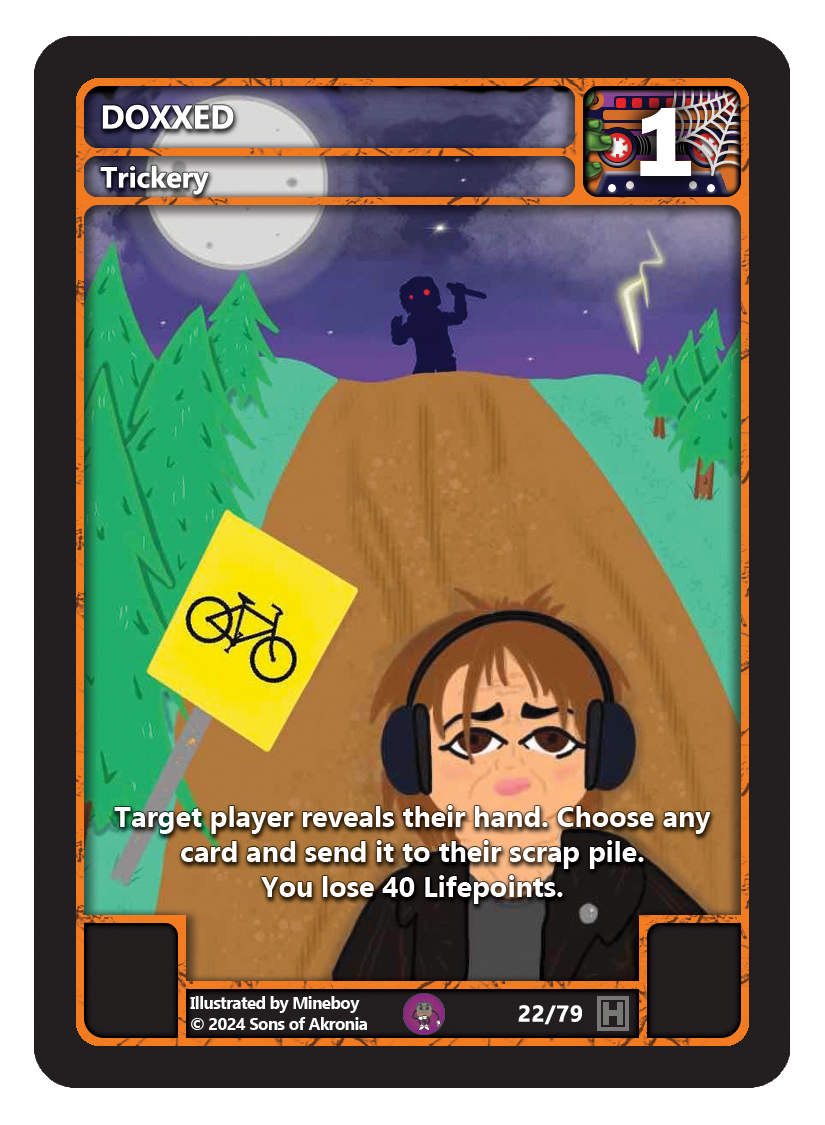 DOXXED
1
Trickery
Target player reveals their hand. Choose any
card and send it to their scrap pile.
You lose 40 Lifepoints.
Illustrated by Mineboy
© 2024 Sons of Akronia
22/79
H